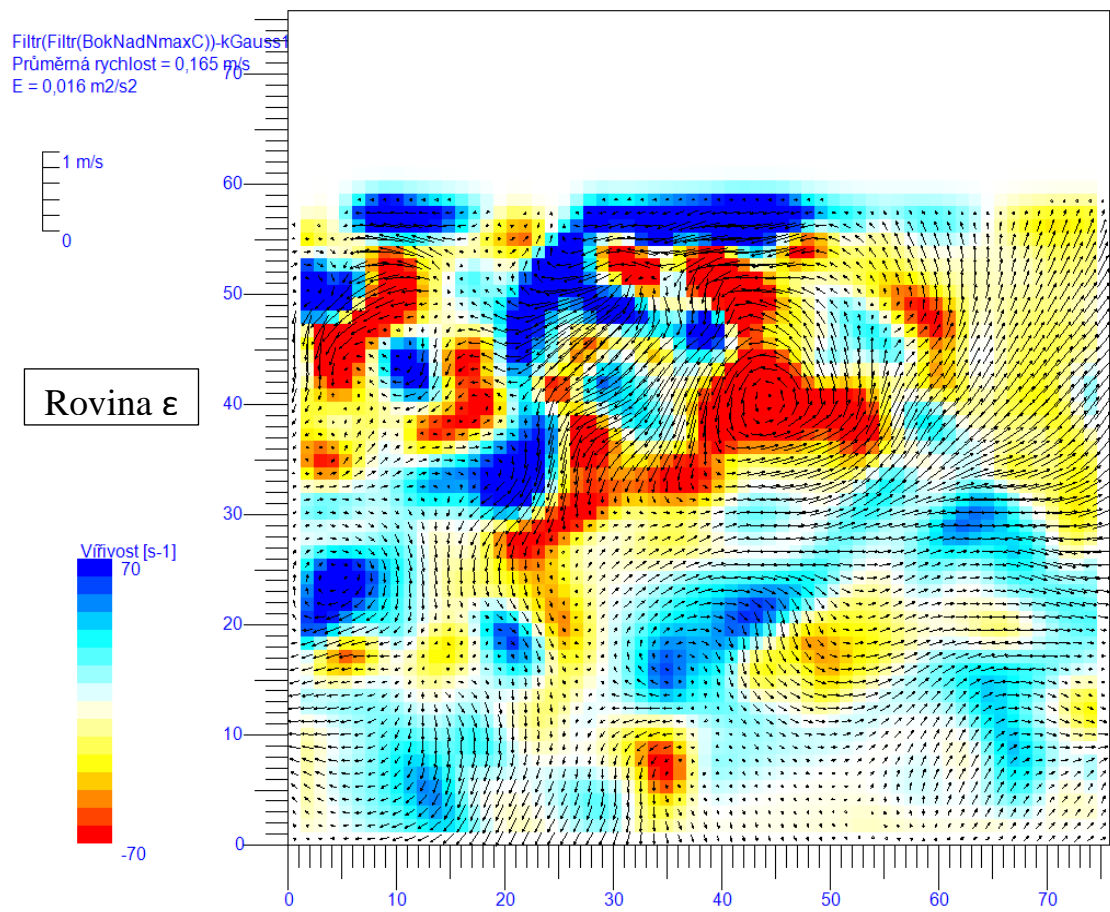 Filtr(Filtr(BokNadNmaxC))-kGauss1
Průměrná rychlost = 0,165 m/s
E = 0,016 m2/s2
1 m/s
0
Rovina ε
Vířivost [s-1]
70
-70
70
60
50
40
30
20
10
0
0 10 20 30 40 50 60 70